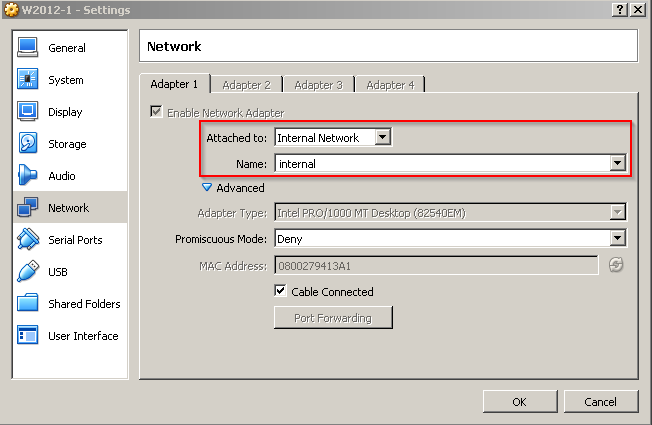 W2012-1 - Settings
General
System
Display
Storage
Audio
Network
Serial Ports
USB
Shared Folders
User Interface
Network
Adapter 1 Adapter 2 Adapter 3 Adapter 4
Enable Network Adapter
Attached to: Internal Network
Name: internal
Advanced
Adapter Type: Intel PRO/1000 MT Desktop (82540EM)
Promiscuous Mode: Deny
MAC Address: 0800279413A1
Cable Connected
Port Forwarding
OK Cancel